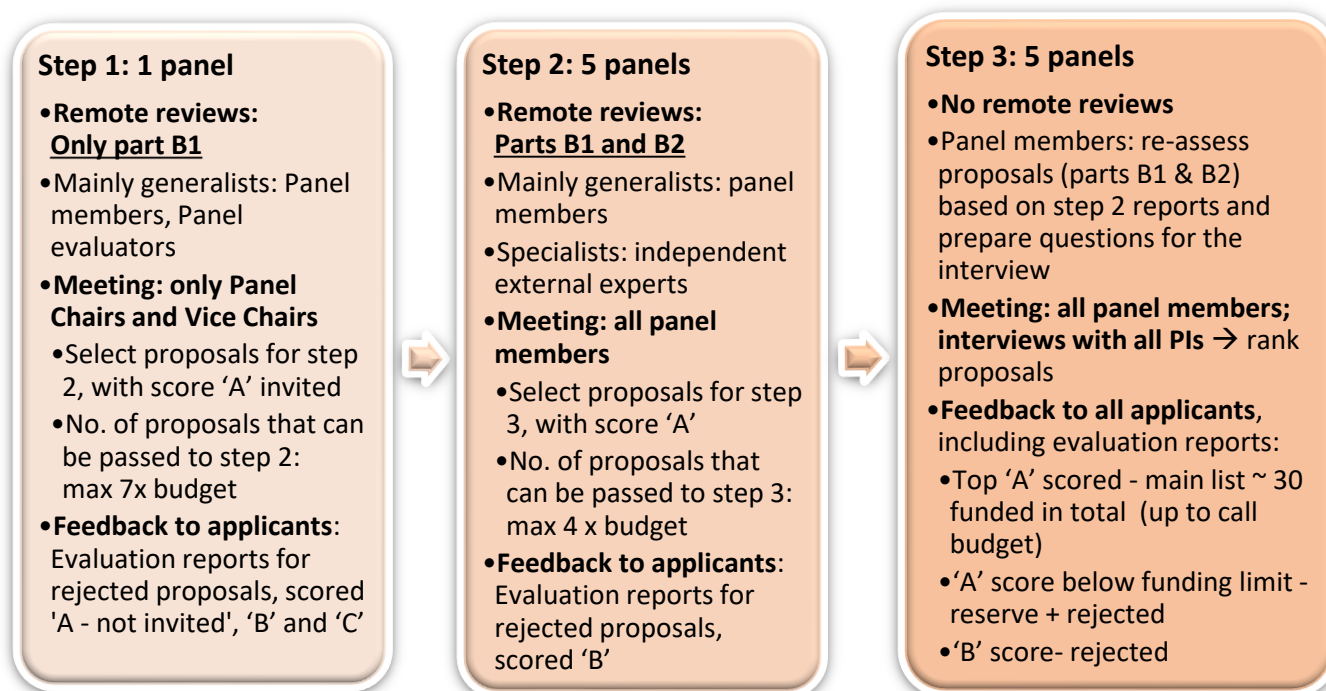 Step 1: 1 panel
•Remote reviews:
Only part B1
•Mainly generalists: Panel
members, Panel
evaluators
•Meeting: only Panel
Chairs and Vice Chairs
•Select proposals for step
2, with score ‘A’ invited
•No. of proposals that can
be passed to step 2:
max 7x budget
•Feedback to applicants:
Evaluation reports for
rejected proposals, scored
'A - not invited', ‘B’ and ‘C’
Step 2: 5 panels
•Remote reviews:
Parts B1 and B2
•Mainly generalists: panel
members
•Specialists: independent
external experts
•Meeting: all panel
members
•Select proposals for step
3, with score ‘A’
•No. of proposals that
can be passed to step 3:
max 4 x budget
•Feedback to applicants:
Evaluation reports for
rejected proposals,
scored ‘B’
Step 3: 5 panels
•No remote reviews
•Panel members: re-assess
proposals (parts B1 & B2)
based on step 2 reports and
prepare questions for the
interview
•Meeting: all panel members;
interviews with all PIs → rank
proposals
•Feedback to all applicants,
including evaluation reports:
•Top ‘A’ scored - main list ~ 30
funded in total (up to call
budget)
•‘A’ score below funding limit -
reserve + rejected
•‘B’ score- rejected